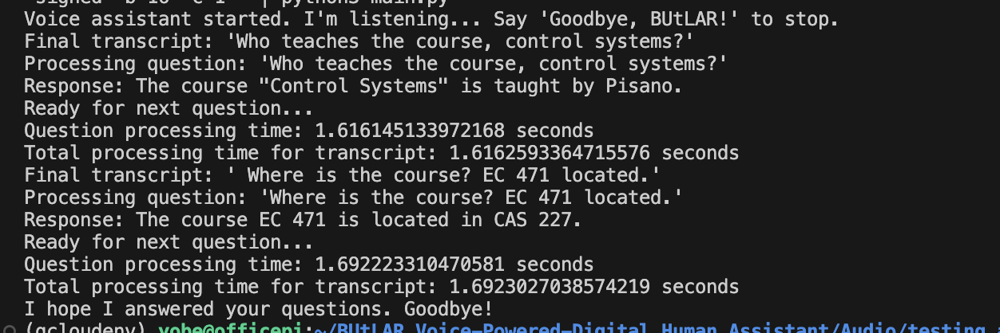 signed -b 16 -c 1 - | python3 main.py
Voice assistant started. I'm listening... Say 'Goodbye, BUtLAR!' to stop.
Final transcript: 'Who teaches the course, control systems?'
Processing question: 'Who teaches the course, control systems?'
Response: The course "Control Systems" is taught by Pisano.
Ready for next question...
Question processing time: 1.616145133972168 seconds
Total processing time for transcript: 1.6162593364715576 seconds
Final transcript: ' Where is the course? EC 471 located.'
Processing question: 'Where is the course? EC 471 located.'
Response: The course EC 471 is located in CAS 227.
Ready for next question...
Question processing time: 1.692223310470581 seconds
Total processing time for transcript: 1.6923027038574219 seconds
I hope I answered your questions. Goodbye!
(gcloudenv) yobe@officepi:~/BUtLAR_Voice-Powered-Digital_Human_Assistant/Audio/testing